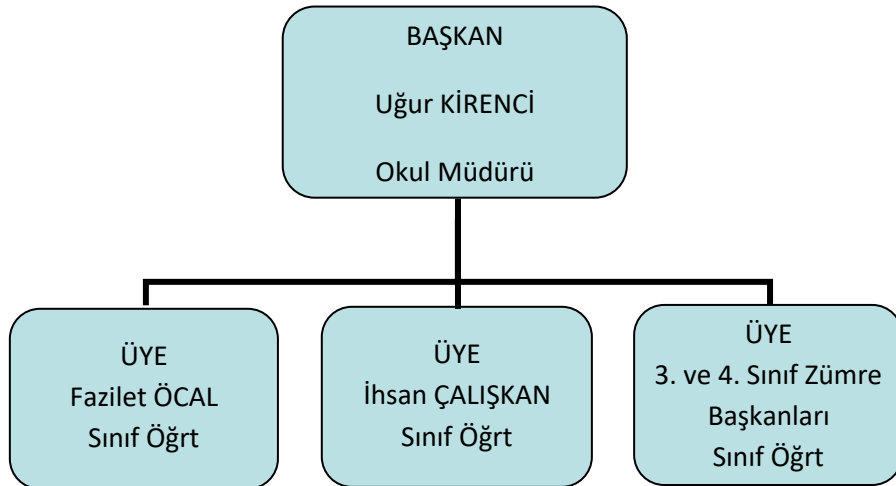 BAŞKAN
Uğur KİRENCİ
Okul Müdürü
ÜYE
Fazilet ÖCAL
Sınıf Öğrt
ÜYE
İhsan ÇALIŞKAN
Sınıf Öğrt
ÜYE
3. ve 4. Sınıf Zümre
Başkanları
Sınıf Öğrt